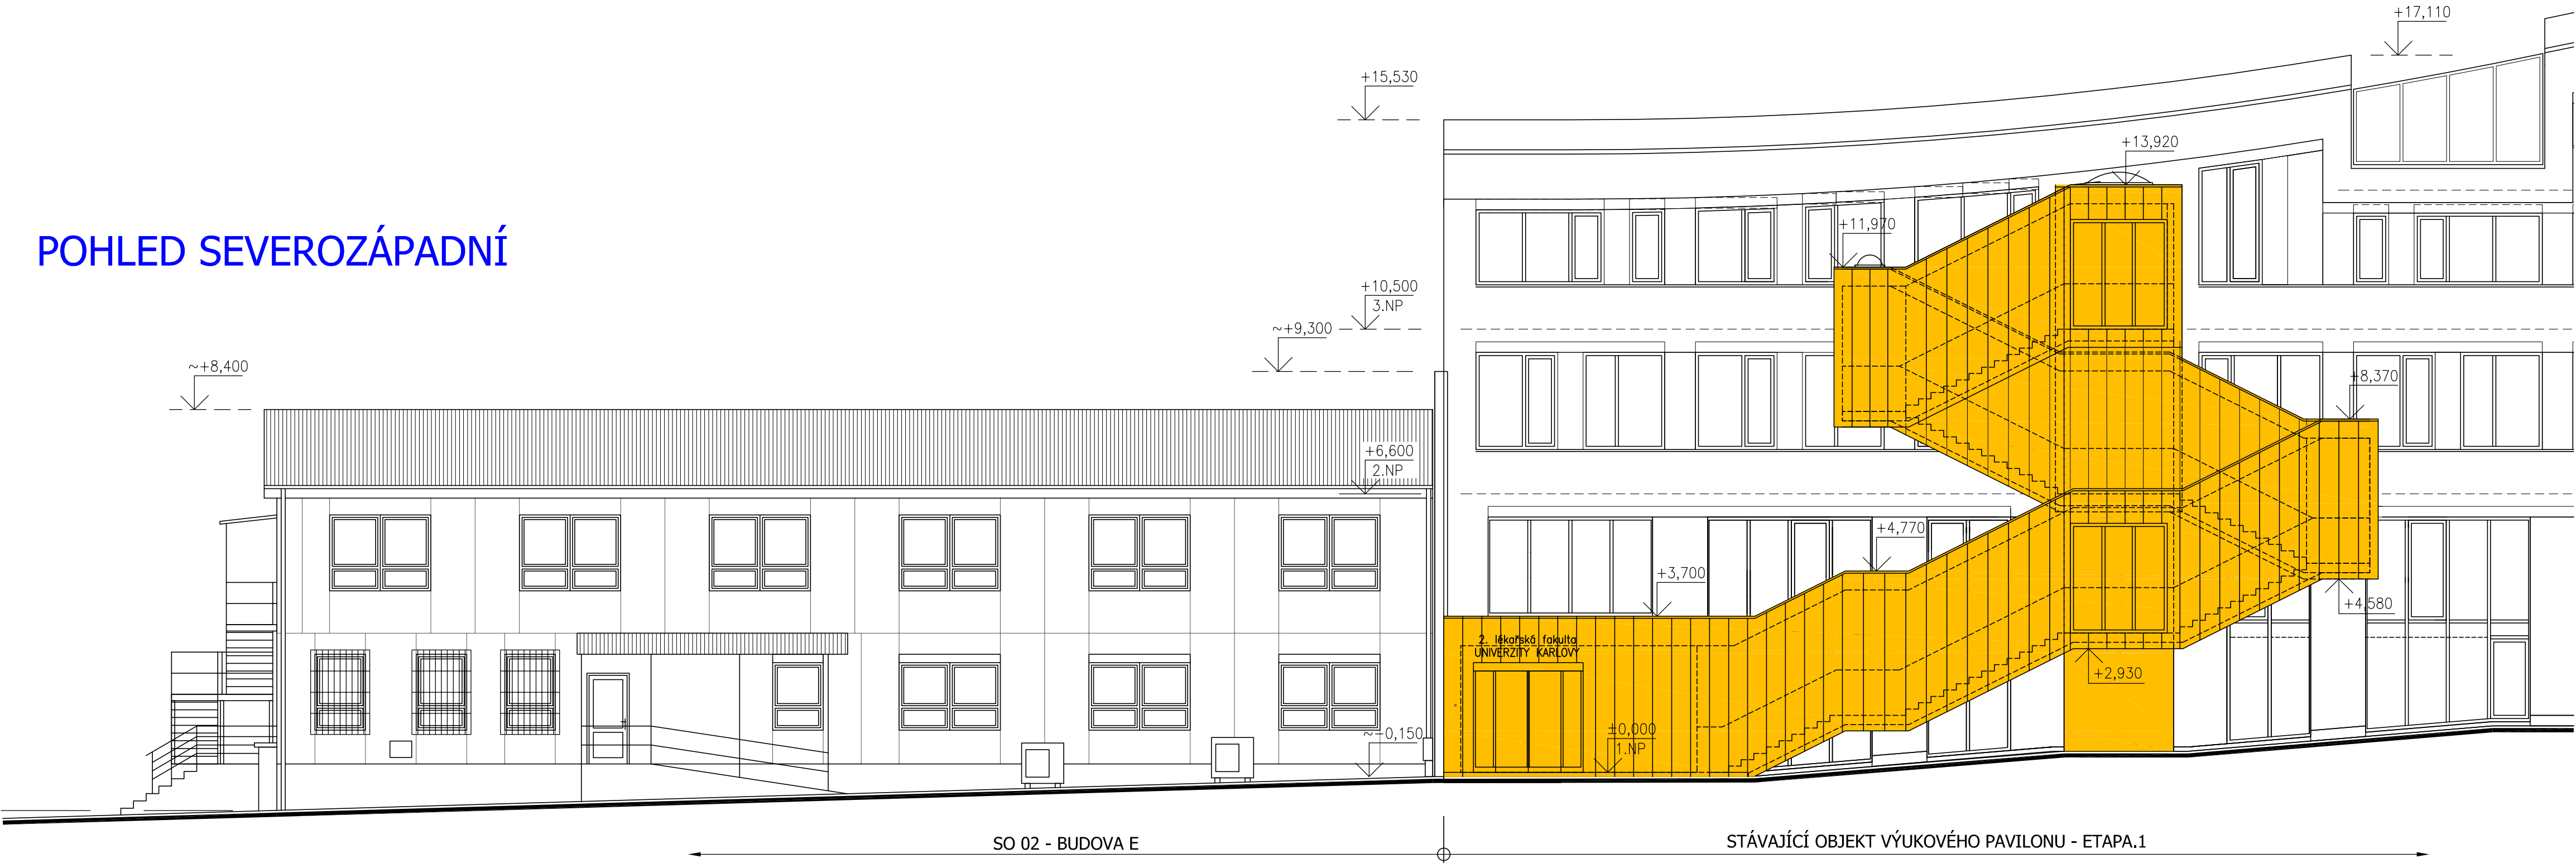 +17,110
+15,530
+13,920
POHLED SEVEROZÁPADNÍ
+11,970
+10,500
3.NP
~+9,300
~+8,400
+8,370
+6,600
2.NP
+4,770
+3,700
+4,580
2. lékařská fakulta
UNIVERZITY KARLOVY
+2,930
~-0,150
±0,000
1.NP
SO 02 - BUDOVA E
STÁVAJÍCÍ OBJEKT VÝUKOVÉHO PAVILONU - ETAPA.1